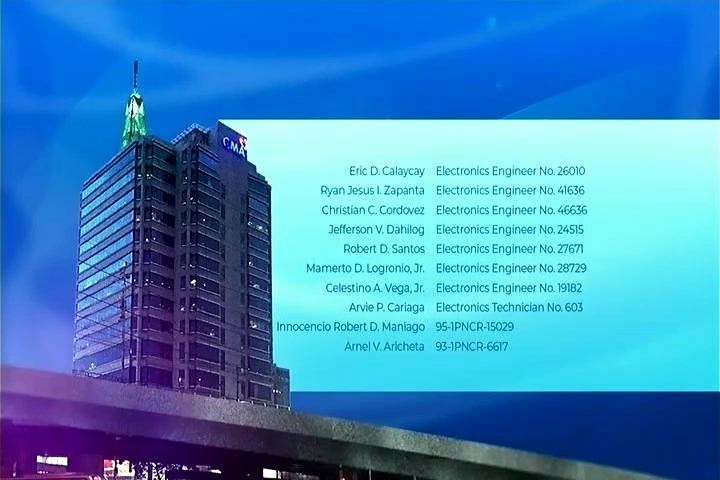 GMA
Eric D. Calaycay Electronics Engineer No. 26010
Ryan Jesus I. Zapanta Electronics Engineer No. 41636
Christian C. Cordovez Electronics Engineer No. 46636
Jefferson V. Dahilog Electronics Engineer No. 24515
Robert D. Santos Electronics Engineer No. 27671
Mamerto D. Logronio, Jr. Electronics Engineer No. 28729
Celestino A. Vega, Jr. Electronics Engineer No. 19182
Arvie P. Cariaga Electronics Technician No. 603
Innocencio Robert D. Maniago 95-1PNCR-15029
Arnel V. Aricheta 93-1PNCR-6617